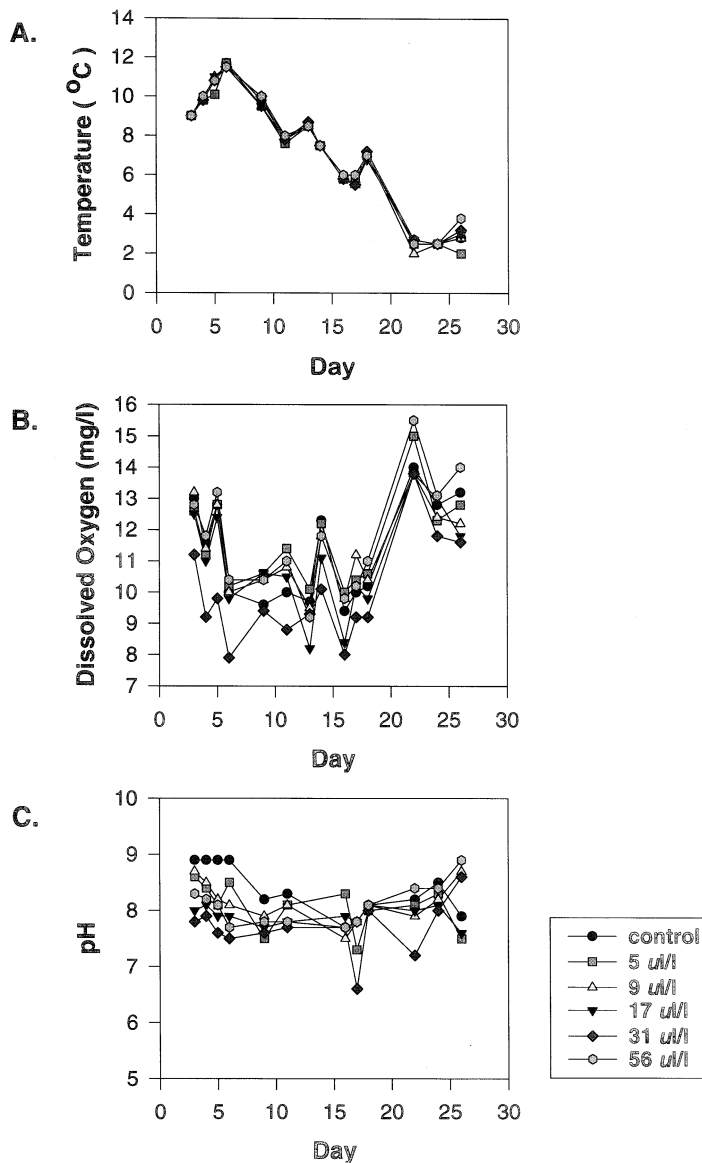 A.
Temperature ( °C)
14
12
10
8
6
4
2
0
0 5 10 15 20 25 30
Day
B.
Dissolved Oxygen (mg/l)
16
15
14
13
12
11
10
9
8
7
0 5 10 15 20 25 30
Day
C.
pH
10
9
8
7
6
5
0 5 10 15 20 25 30
Day
control
5 ul/l
9 ul/l
17 ul/l
31 ul/l
56 ul/l